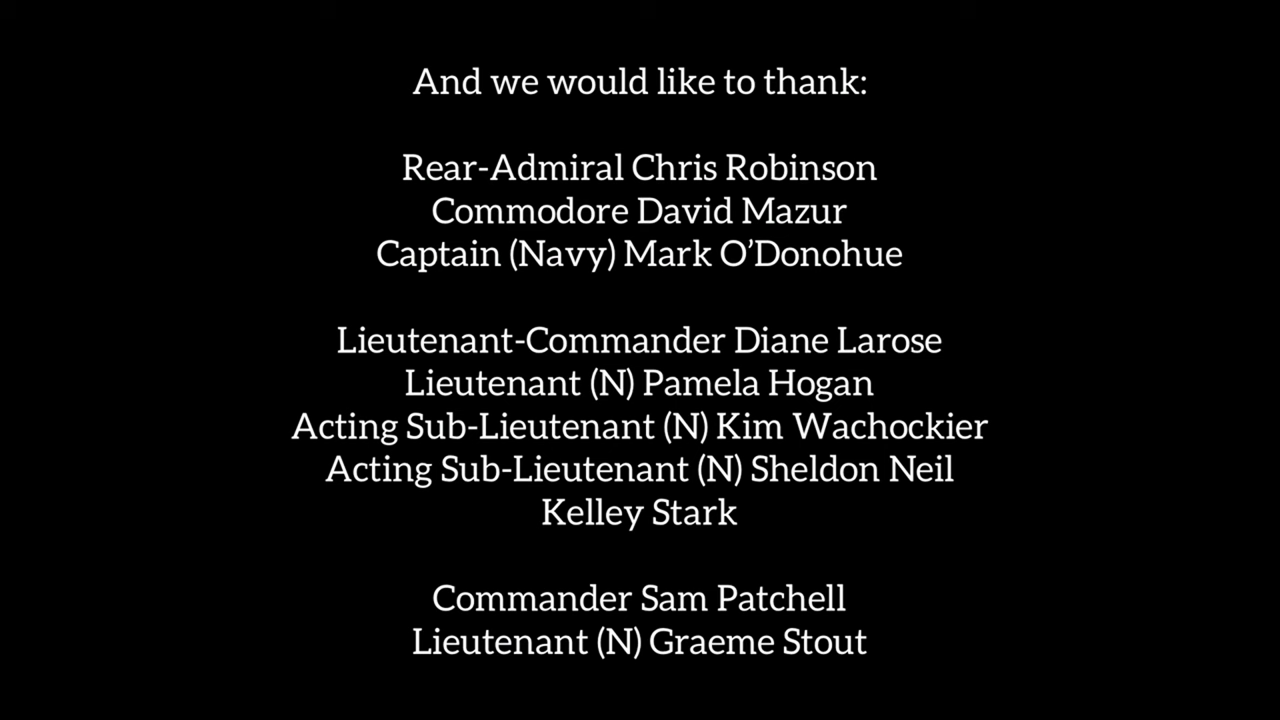 And we would like to thank:
Rear-Admiral Chris Robinson
Commodore David Mazur
Captain (Navy) Mark O’Donohue
Lieutenant-Commander Diane Larose
Lieutenant (N) Pamela Hogan
Acting Sub-Lieutenant (N) Kim Wachockier
Acting Sub-Lieutenant (N) Sheldon Neil
Kelley Stark
Commander Sam Patchell
Lieutenant (N) Graeme Stout